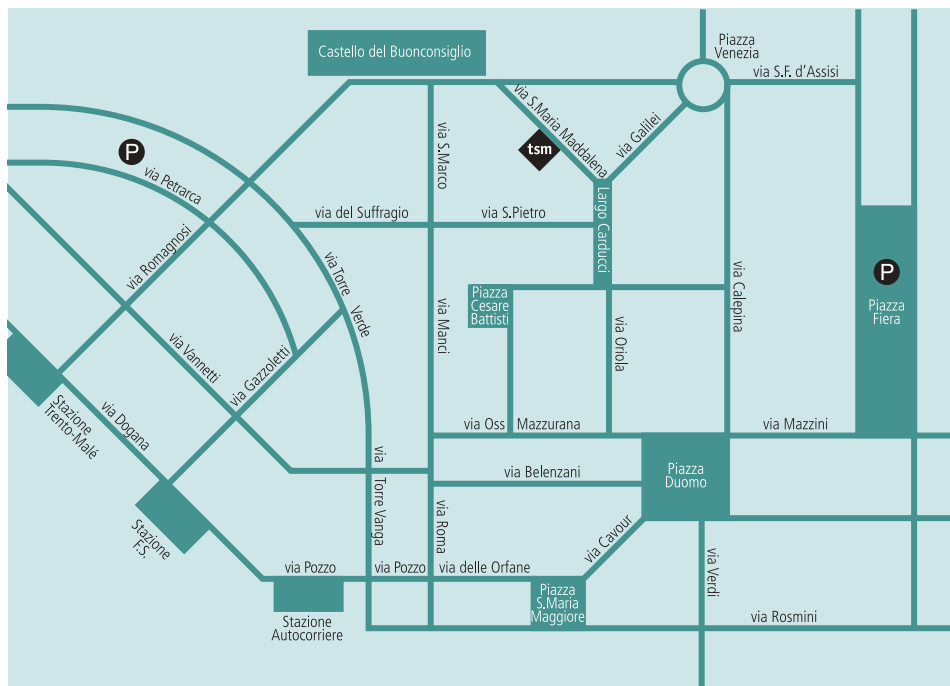 Piazza
Venezia
Castello del Buonconsiglio
via S.F. d'Assisi
via S.Maria Maddalena
via Galilei
via S.Marco
tsm
P
via Petrarca
Largo Carducci
via del Suffragio
via S.Pietro
via Romagnosi
via Torre
Verde
via Calepina
P
Piazza
Fiera
Piazza
Cesare
Battisti
via Manci
via Oriola
via Vannetti
via Gazzoletti
Stazione
Trento-Malé
via Dogana
via Oss
Mazzurana
via Mazzini
via
Torre Vanga
via Belenzani
Piazza
Duomo
Stazione
F.S.
via Roma
via Cavour
via Verdi
via Pozzo
via Pozzo
via delle Orfane
Piazza
S.Maria
Maggiore
via Rosmini
Stazione
Autocorriere